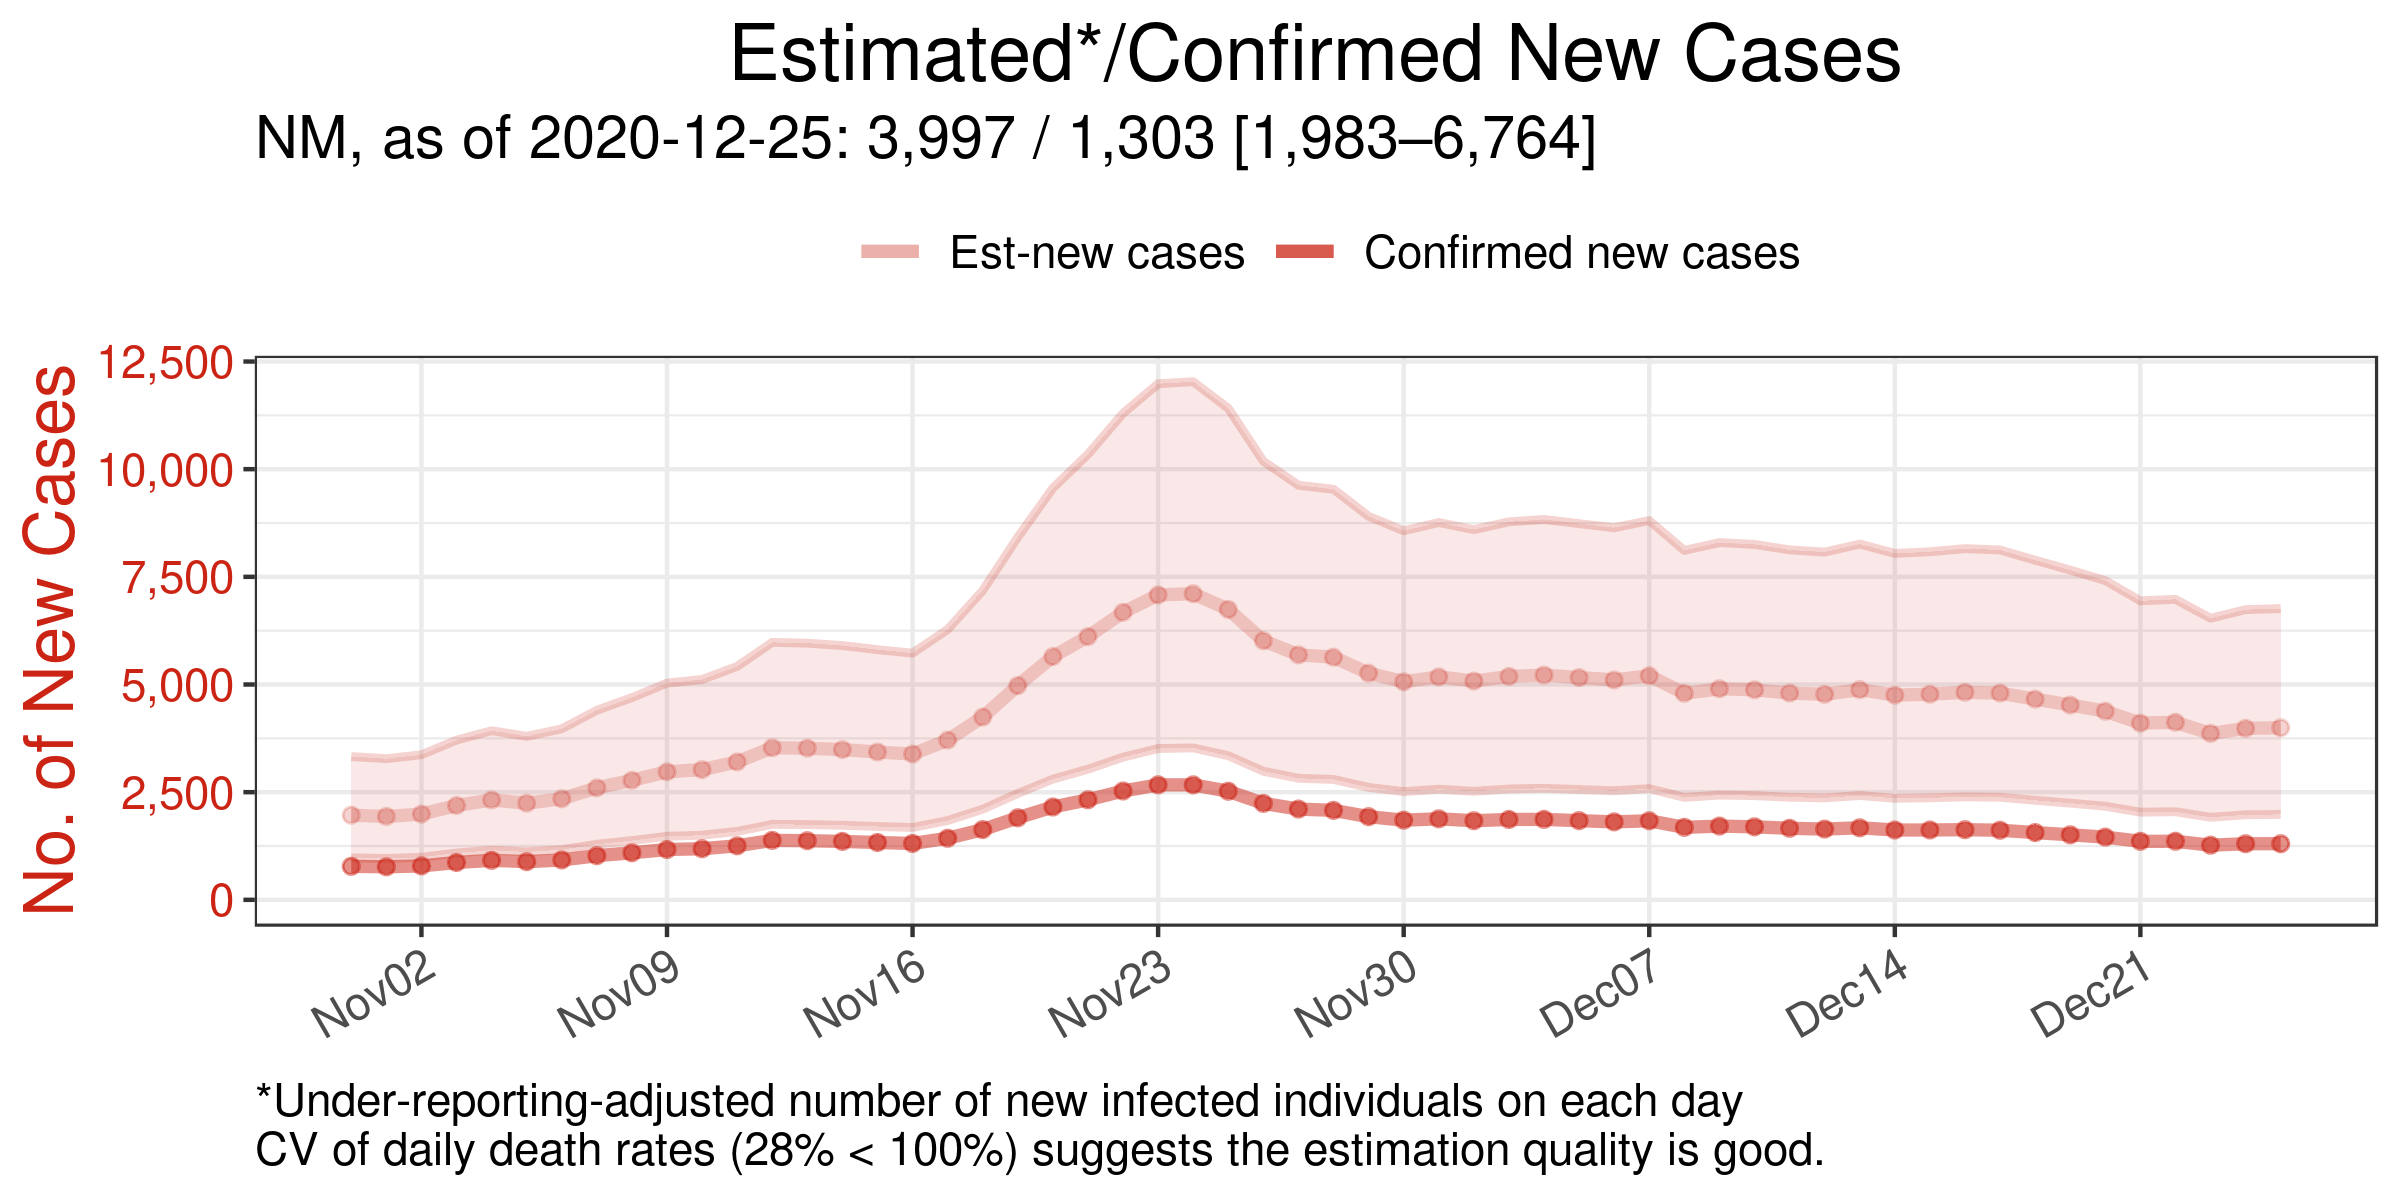 Estimated*/Confirmed New Cases
NM, as of 2020-12-25: 3,997 / 1,303 [1,983–6,764]
Est-new cases
Confirmed new cases
No. of New Cases
12,500
10,000
7,500
5,000
2,500
0
Nov02
Nov09
Nov16
Nov23
Nov30
Dec07
Dec14
Dec21
*Under-reporting-adjusted number of new infected individuals on each day
CV of daily death rates (28% < 100%) suggests the estimation quality is good.